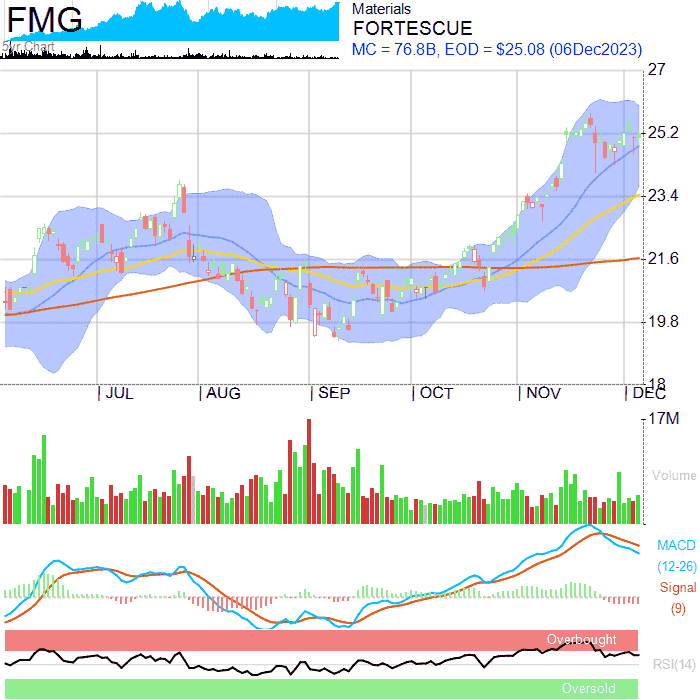 FMG
5yr Chart
Materials
FORTESCUE
MC = 76.8B, EOD = $25.08 (06Dec2023)
27
25.2
23.4
21.6
19.8
18
JUL AUG SEP OCT NOV DEC
17M
Volume
MACD
(12-26)
Signal
(9)
Overbought
RSI(14)
Oversold